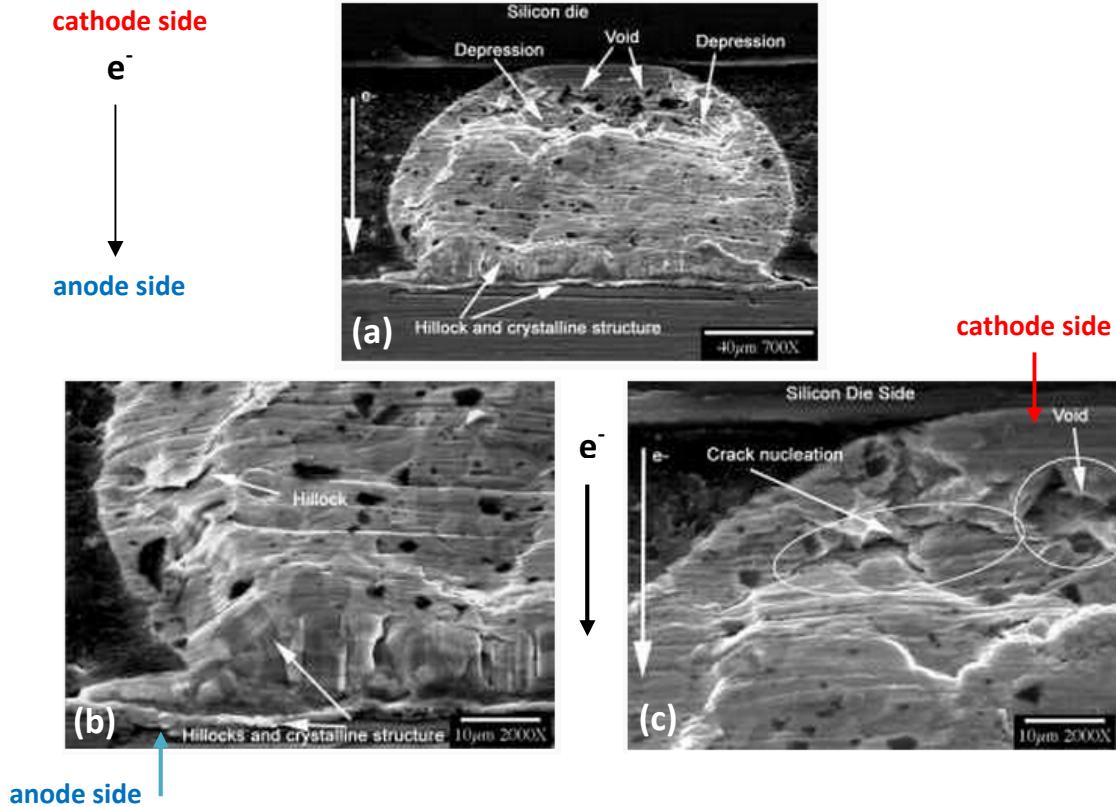 cathode side
e-
anode side
Silicon die
Void
Depression
Depression
e-
Hillock and crystalline structure
(a)
40µm 700X
cathode side
Hillock
(b)
Hillocks and crystalline structure
10µm 2000X
anode side
e-
Silicon Die Side
Void
e-
Crack nucleation
(c)
10µm 2000X